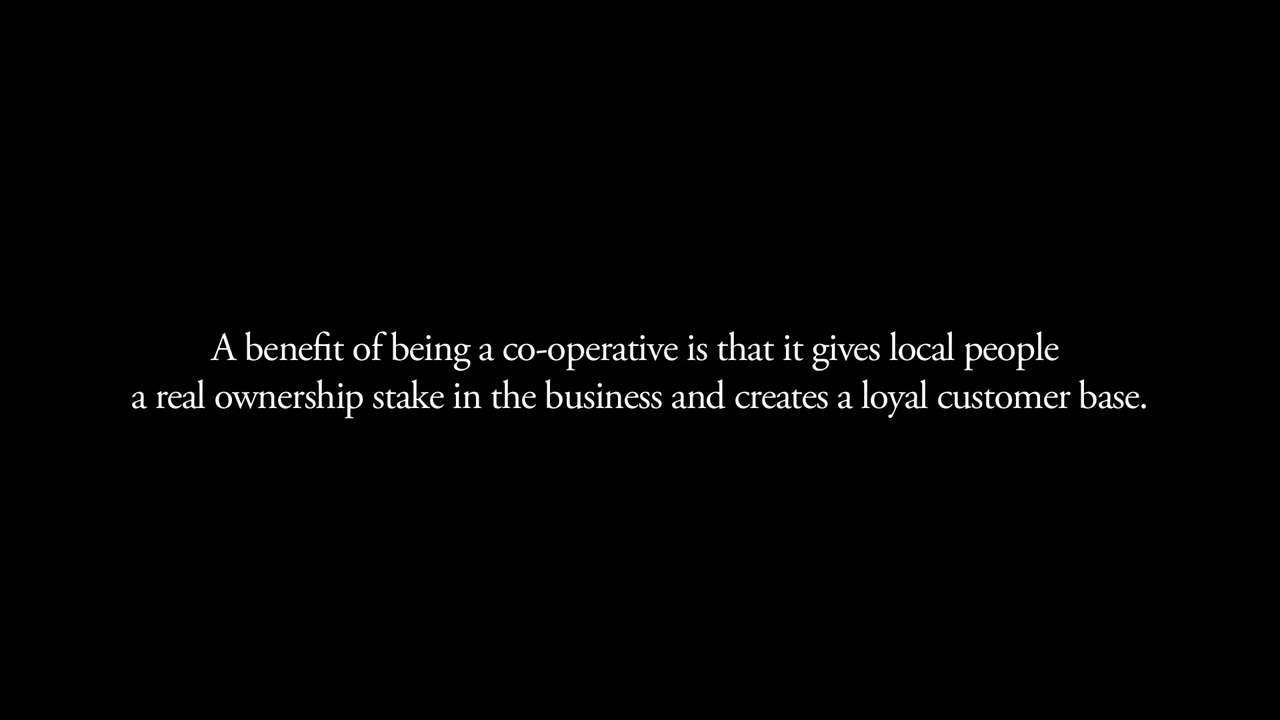 A benefit of being a co-operative is that it gives local people
a real ownership stake in the business and creates a loyal customer base.